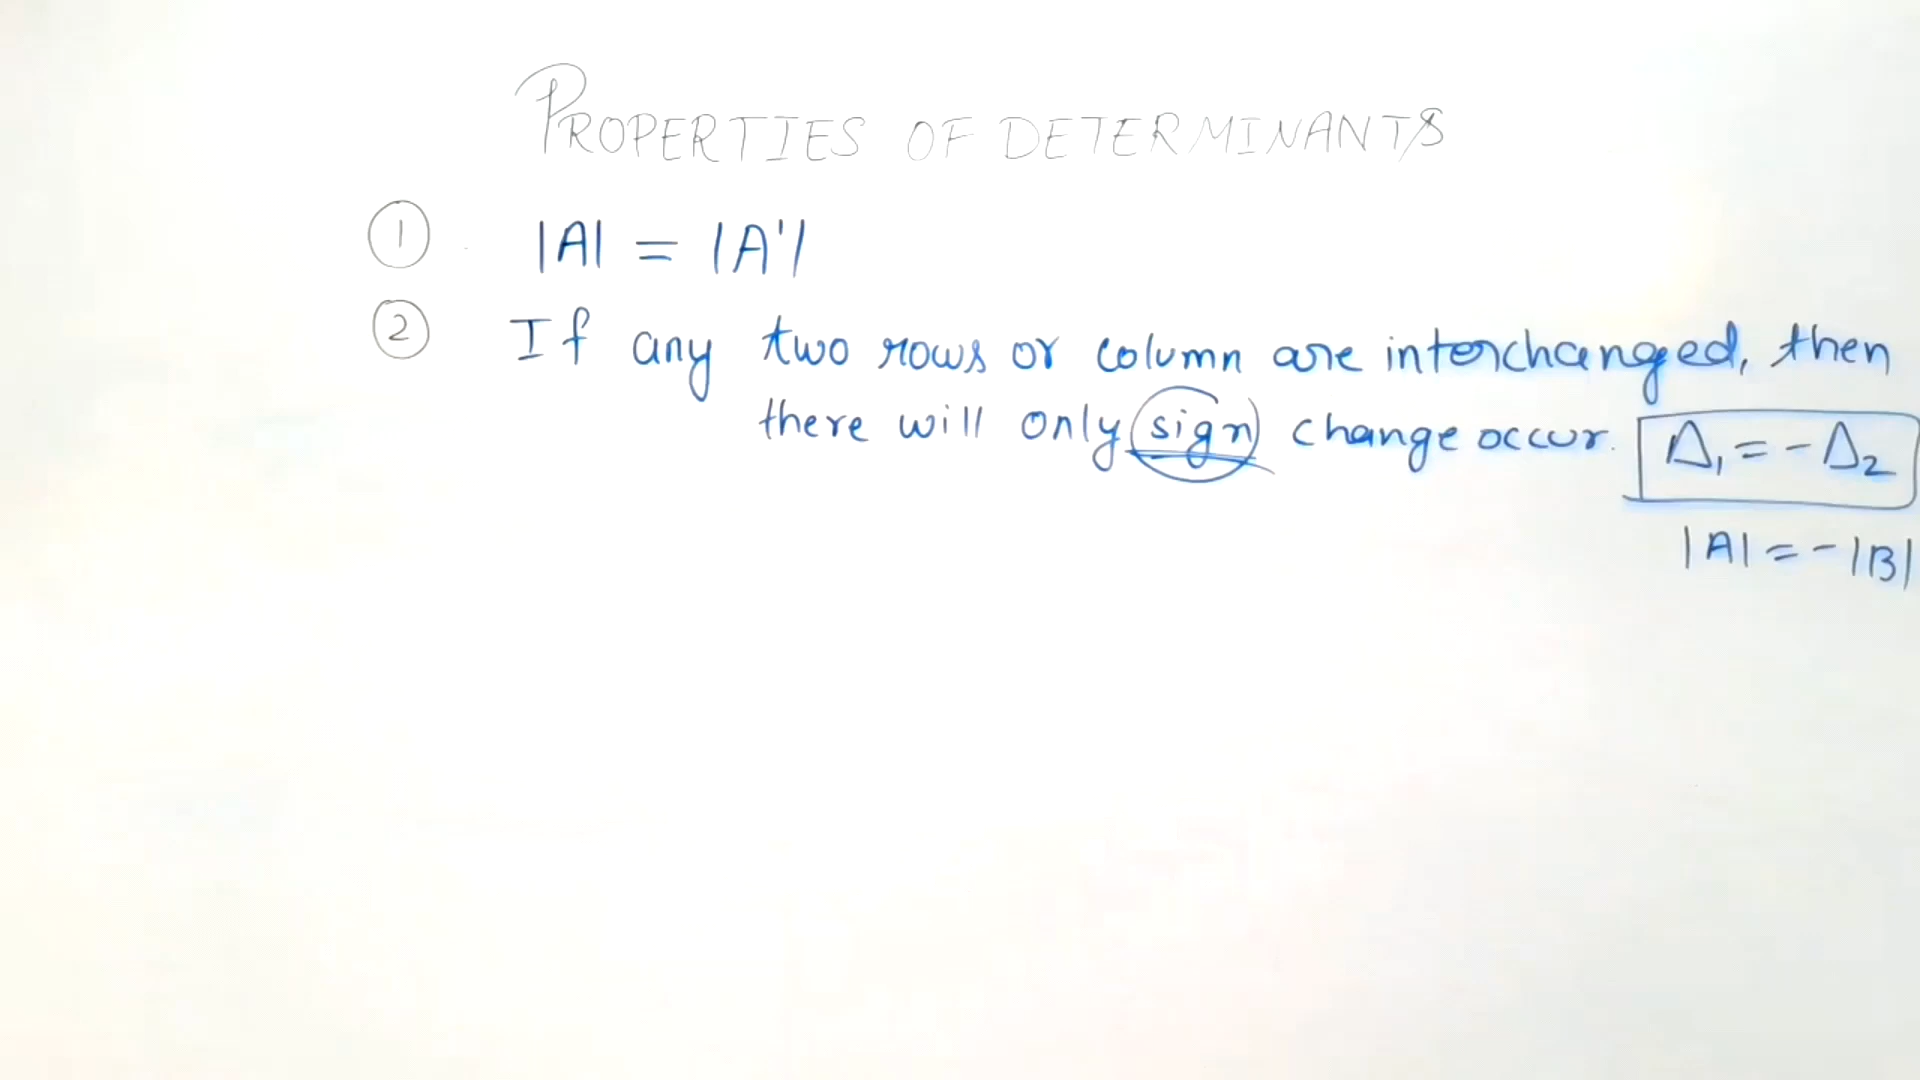 PROPERTIES OF DETERMINANTS
1 |A| = |A'|
2 If any two rows or column are interchanged, then
there will only sign change occur. Δ₁ = -Δ₂
|A| = -|B|